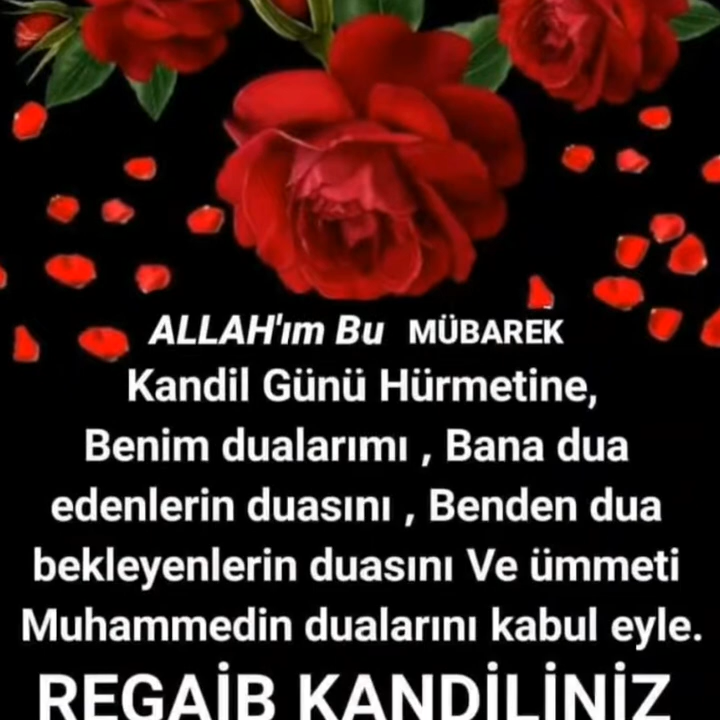 ALLAH'ım Bu MÜBAREK
Kandil Günü Hürmetine,
Benim dualarımı , Bana dua
edenlerin duasını , Benden dua
bekleyenlerin duasını Ve ümmeti
Muhammedin dualarını kabul eyle.
REGAİB KANDİLİNİZ